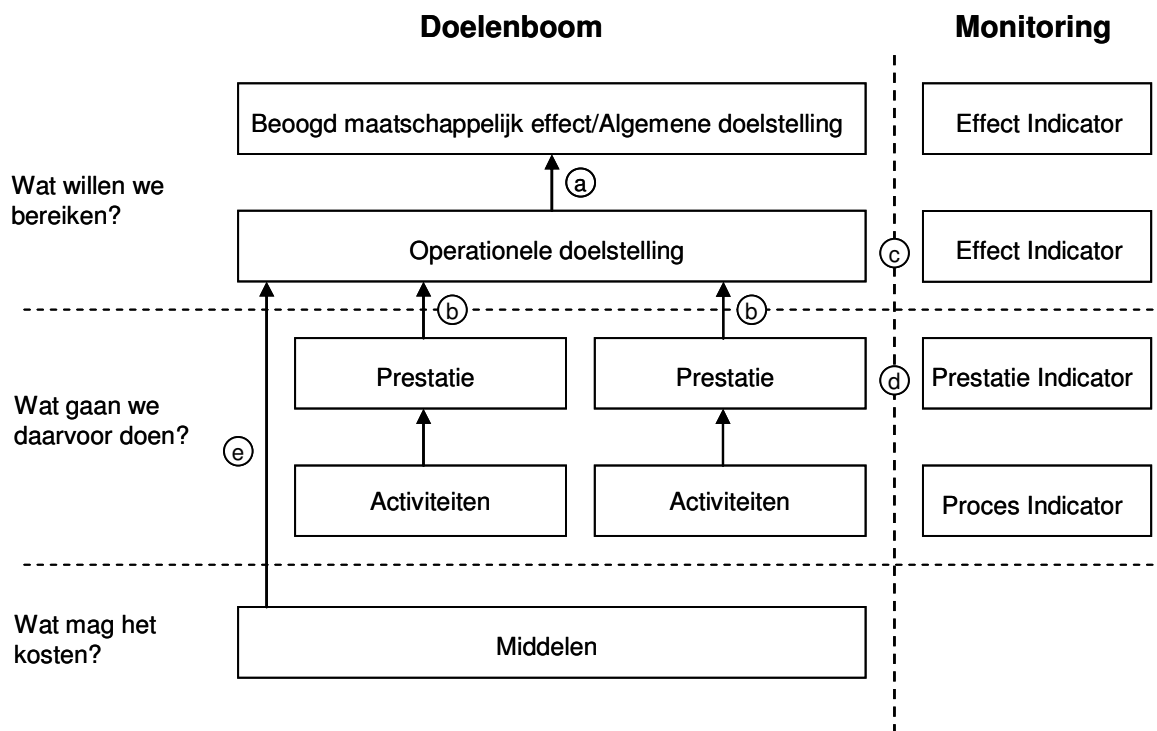 Doelenboom
Monitoring
Beoogd maatschappelijk effect/Algemene doelstelling
Effect Indicator
Wat willen we
bereiken?
a
Operationele doelstelling
c
Effect Indicator
b
b
Prestatie
Prestatie
d
Prestatie Indicator
Wat gaan we
daarvoor doen?
e
Activiteiten
Activiteiten
Proces Indicator
Wat mag het
kosten?
Middelen